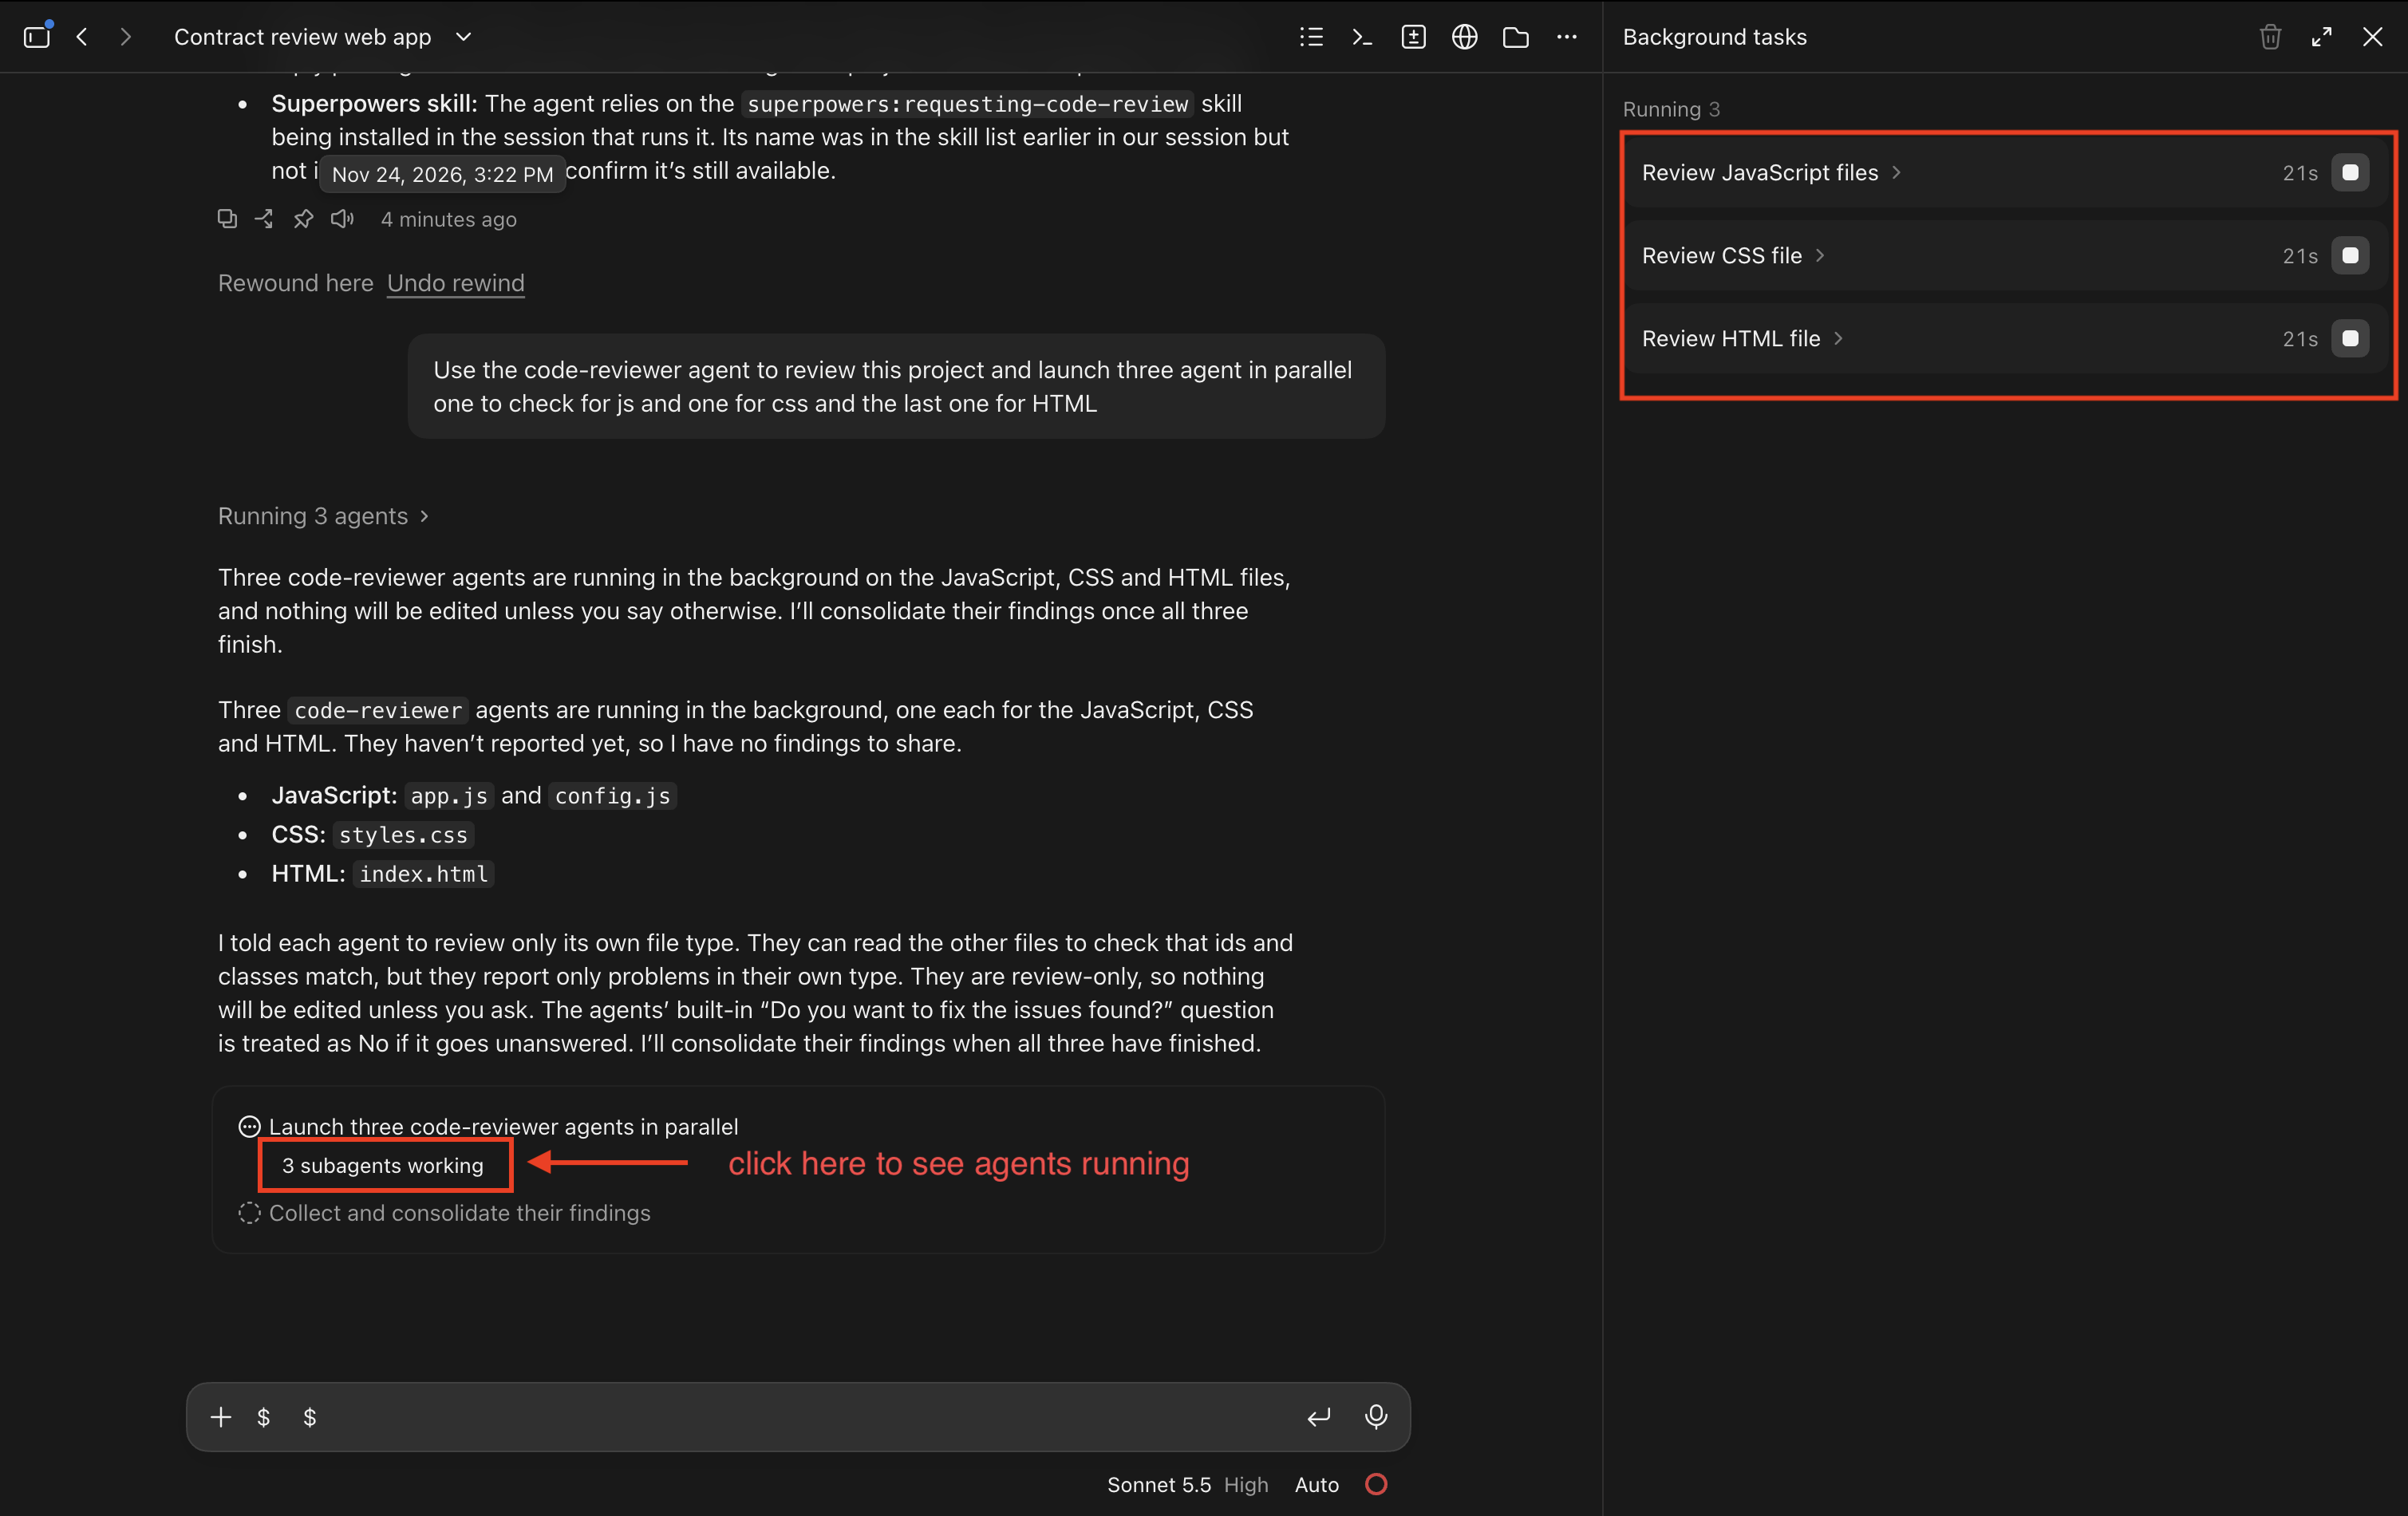 Contract review web app
Background tasks
Running 3
Review JavaScript files
21s
Review CSS file
21s
Review HTML file
21s
Superpowers skill: The agent relies on the superpowers:requesting-code-review skill
being installed in the session that runs it. Its name was in the skill list earlier in our session but
not i Nov 24, 2026, 3:22 PM confirm it’s still available.
4 minutes ago
Rewound here Undo rewind
Use the code-reviewer agent to review this project and launch three agent in parallel
one to check for js and one for css and the last one for HTML
Running 3 agents
Three code-reviewer agents are running in the background on the JavaScript, CSS and HTML files,
and nothing will be edited unless you say otherwise. I’ll consolidate their findings once all three
finish.
Three code-reviewer agents are running in the background, one each for the JavaScript, CSS
and HTML. They haven’t reported yet, so I have no findings to share.
JavaScript: app.js and config.js
CSS: styles.css
HTML: index.html
I told each agent to review only its own file type. They can read the other files to check that ids and
classes match, but they report only problems in their own type. They are review-only, so nothing
will be edited unless you ask. The agents’ built-in “Do you want to fix the issues found?” question
is treated as No if it goes unanswered. I’ll consolidate their findings when all three have finished.
Launch three code-reviewer agents in parallel
3 subagents working
click here to see agents running
Collect and consolidate their findings
$ $
Sonnet 5.5 High Auto